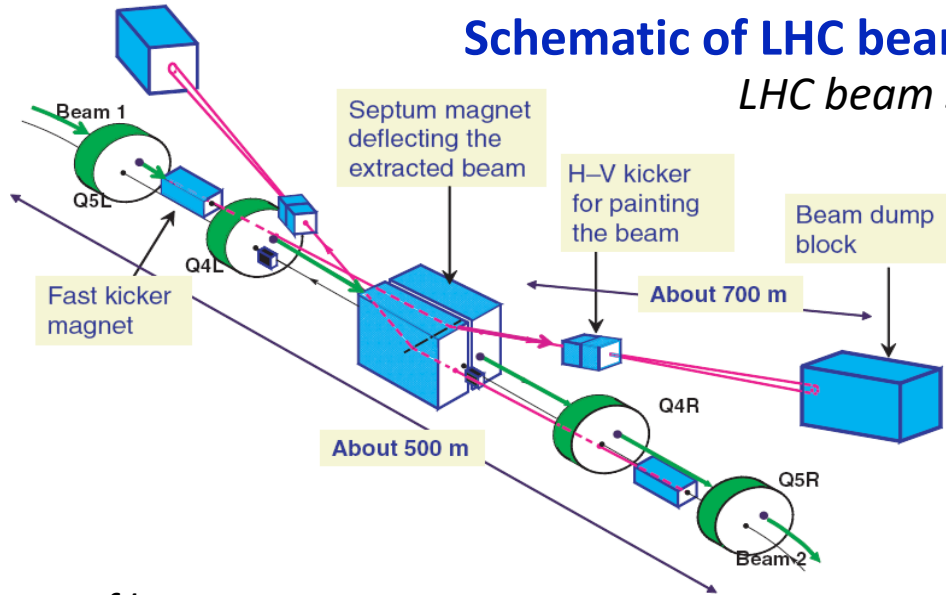 Schematic of LHC bear
LHC beam
Beam 1
Septum magnet
deflecting the
extracted beam
H–V kicker
for painting
the beam
Beam dump
block
Q5L
Q4L
Fast kicker
magnet
About 700 m
Q4R
About 500 m
Q5R
Beam 2